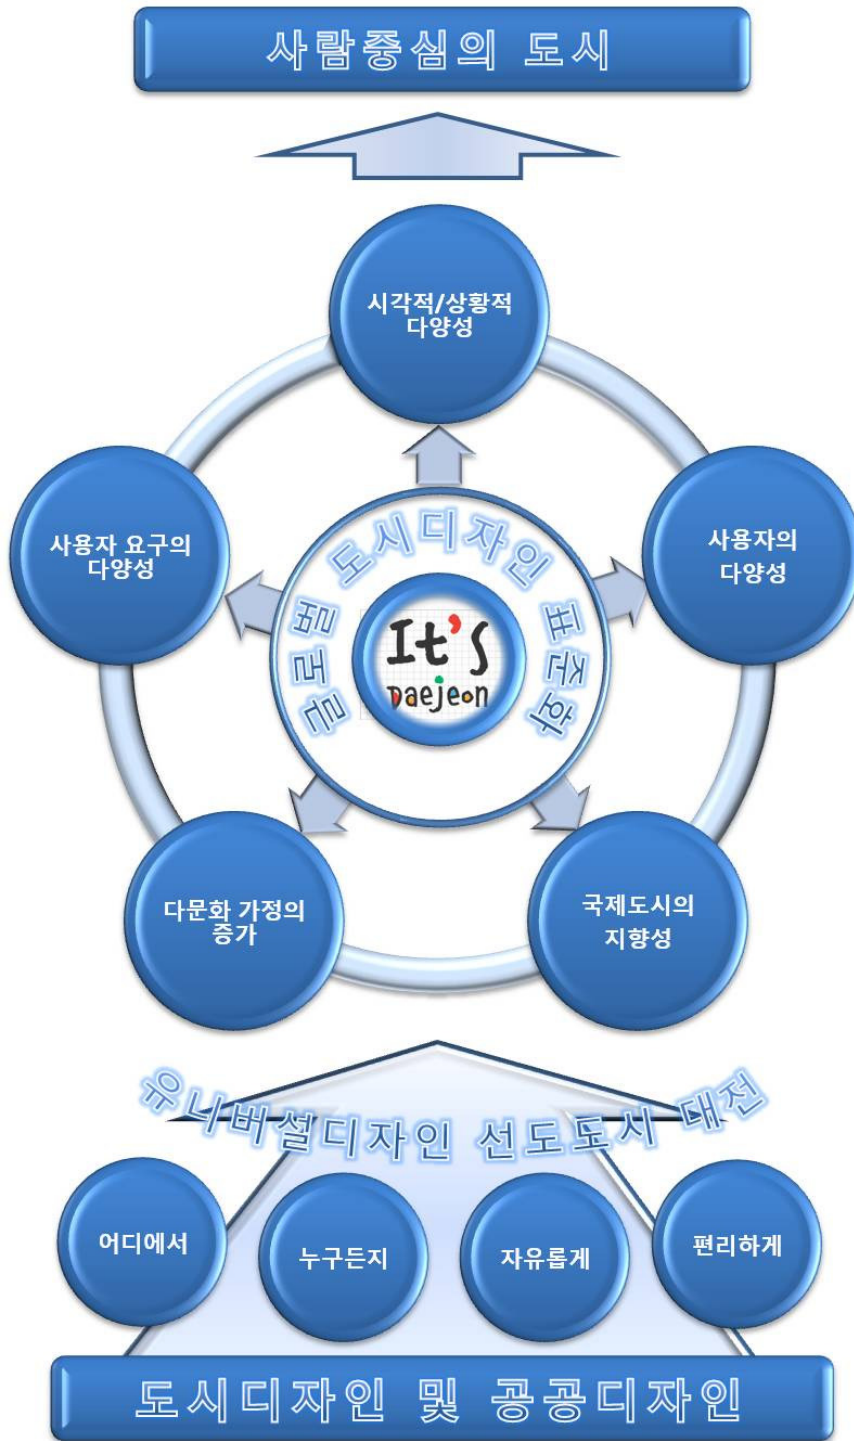 사람중심의 도시
시각적/상황적
다양성
사용자 요구의
다양성
사용자의
다양성
글로벌 도시디자인 표준화
It's
Daejeon
다문화 가정의
증가
국제도시의
지향성
유니버설디자인 선도도시 대전
어디에서
누구든지
자유롭게
편리하게
도시디자인 및 공공디자인